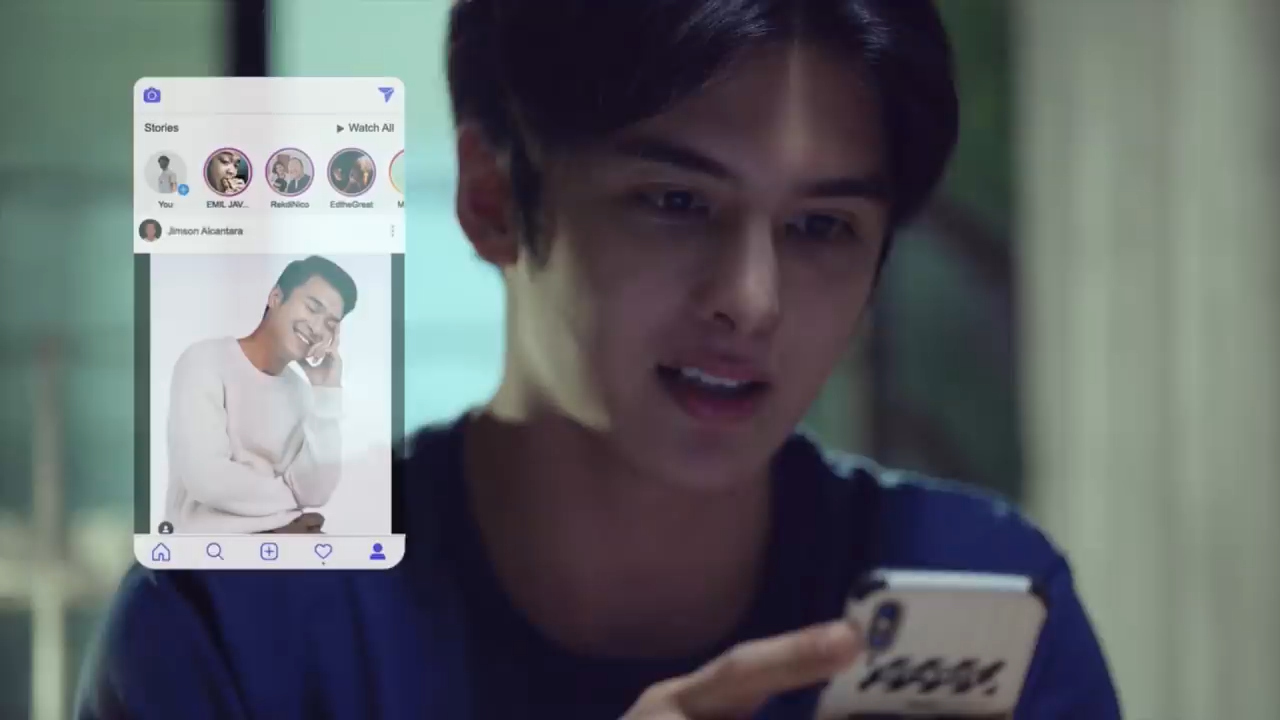 Stories
▶ Watch All
You
EMIL JAV...
RekdiNico
EdtheGreat
M
Jimson Alcantara